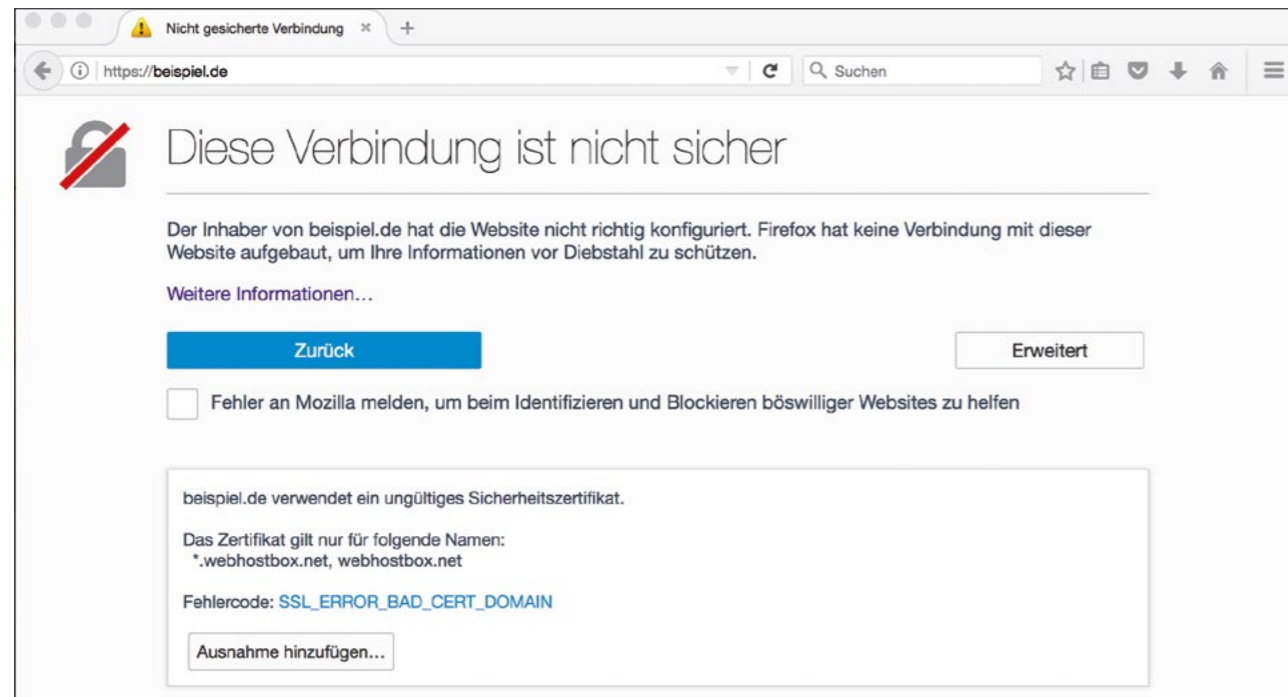 Nicht gesicherte Verbindung
https://beispiel.de
Suchen
Diese Verbindung ist nicht sicher
Der Inhaber von beispiel.de hat die Website nicht richtig konfiguriert. Firefox hat keine Verbindung mit dieser
Website aufgebaut, um Ihre Informationen vor Diebstahl zu schützen.
Weitere Informationen…
Zurück
Erweitert
Fehler an Mozilla melden, um beim Identifizieren und Blockieren böswilliger Websites zu helfen
beispiel.de verwendet ein ungültiges Sicherheitszertifikat.
Das Zertifikat gilt nur für folgende Namen:
*.webhostbox.net, webhostbox.net
Fehlercode: SSL_ERROR_BAD_CERT_DOMAIN
Ausnahme hinzufügen…